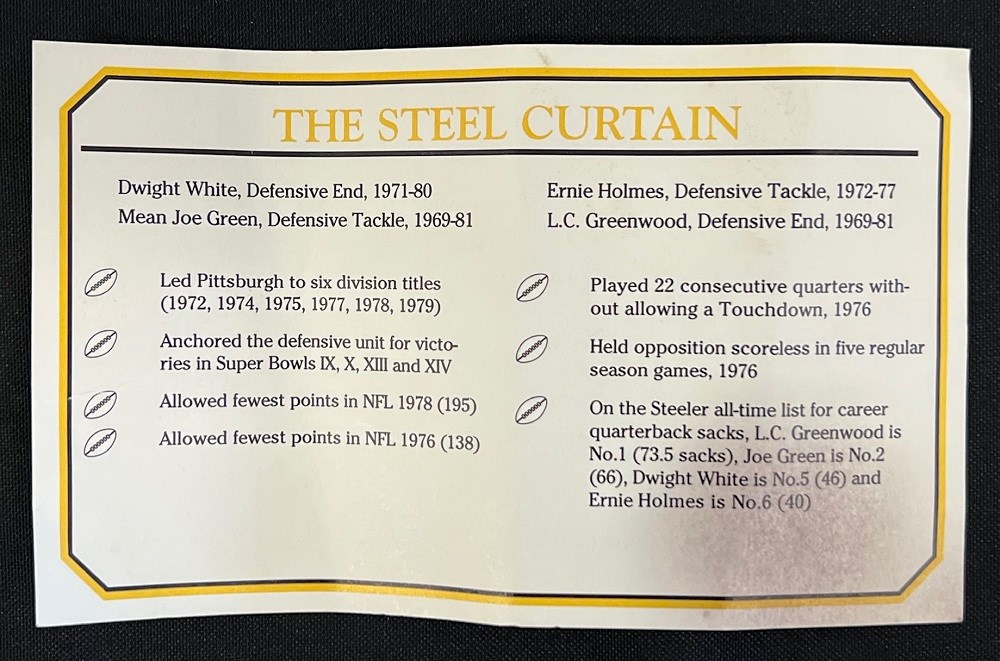 THE STEEL CURTAIN
Dwight White, Defensive End, 1971-80
Mean Joe Green, Defensive Tackle, 1969-81
Ernie Holmes, Defensive Tackle, 1972-77
L.C. Greenwood, Defensive End, 1969-81
Led Pittsburgh to six division titles
(1972, 1974, 1975, 1977, 1978, 1979)
Anchored the defensive unit for victo-
ries in Super Bowls IX, X, XIII and XIV
Allowed fewest points in NFL 1978 (195)
Allowed fewest points in NFL 1976 (138)
Played 22 consecutive quarters with-
out allowing a Touchdown, 1976
Held opposition scoreless in five regular
season games, 1976
On the Steeler all-time list for career
quarterback sacks, L.C. Greenwood is
No.1 (73.5 sacks), Joe Green is No.2
(66), Dwight White is No.5 (46) and
Ernie Holmes is No.6 (40)